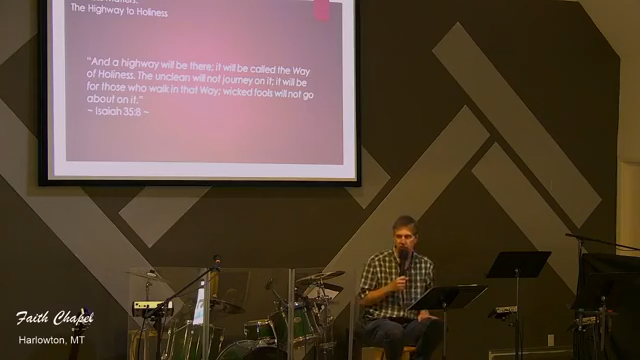 The Highway to Holiness
"And a highway will be there; it will be called the Way
of Holiness. The unclean will not journey on it; it will be
for those who walk in that Way; wicked fools will not go
about on it."
~ Isaiah 35:8 ~
Faith Chapel
Harlowton, MT